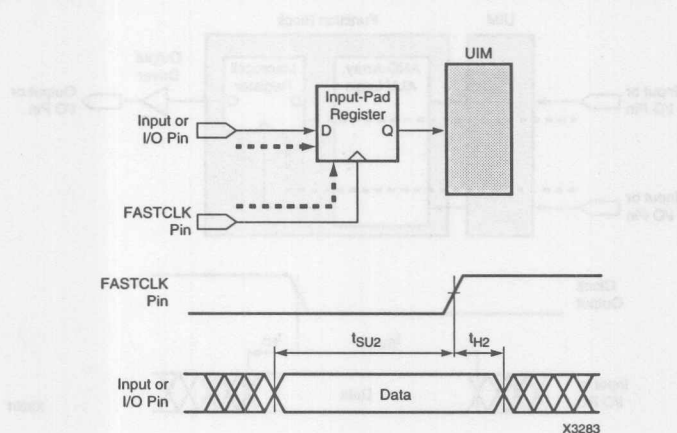 UIM
Input-Pad
Register
Input or
I/O Pin
D
Q
FASTCLK
Pin
FASTCLK
Pin
tSU2
tH2
Input or
I/O Pin
Data
X3283